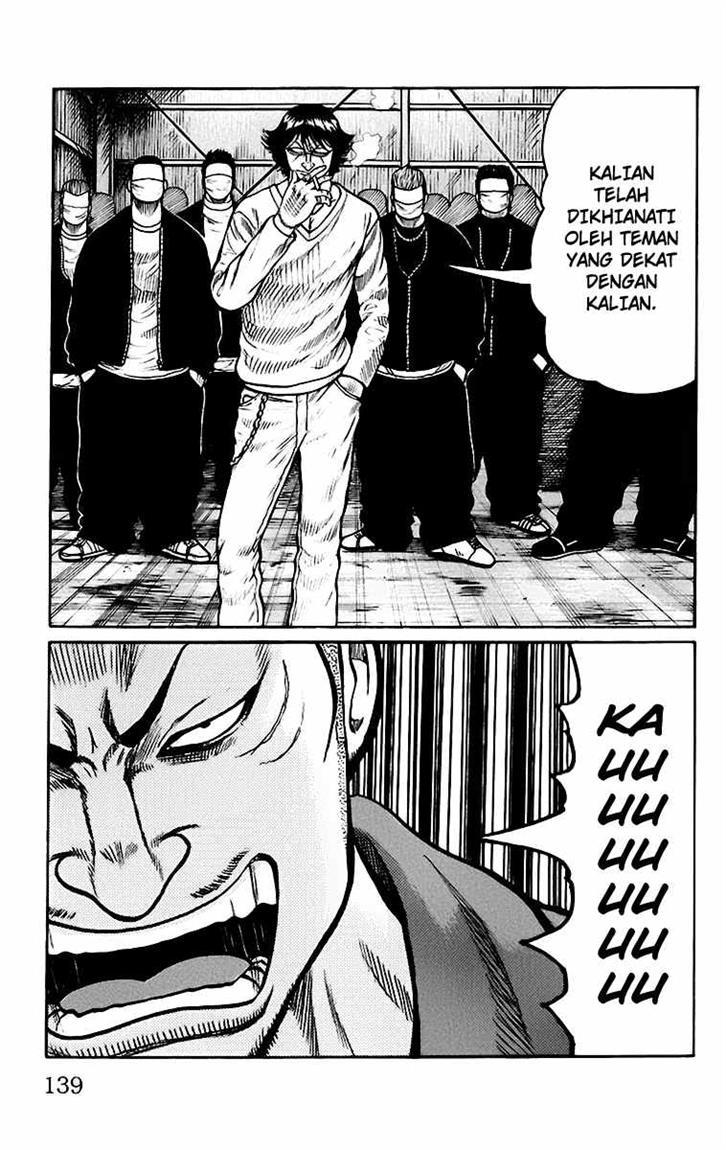 KALIAN
TELAH
DIKHIANATI
OLEH TEMAN
YANG DEKAT
DENGAN
KALIAN.
KA
UU
UU
UU
UU
UU
UU
139